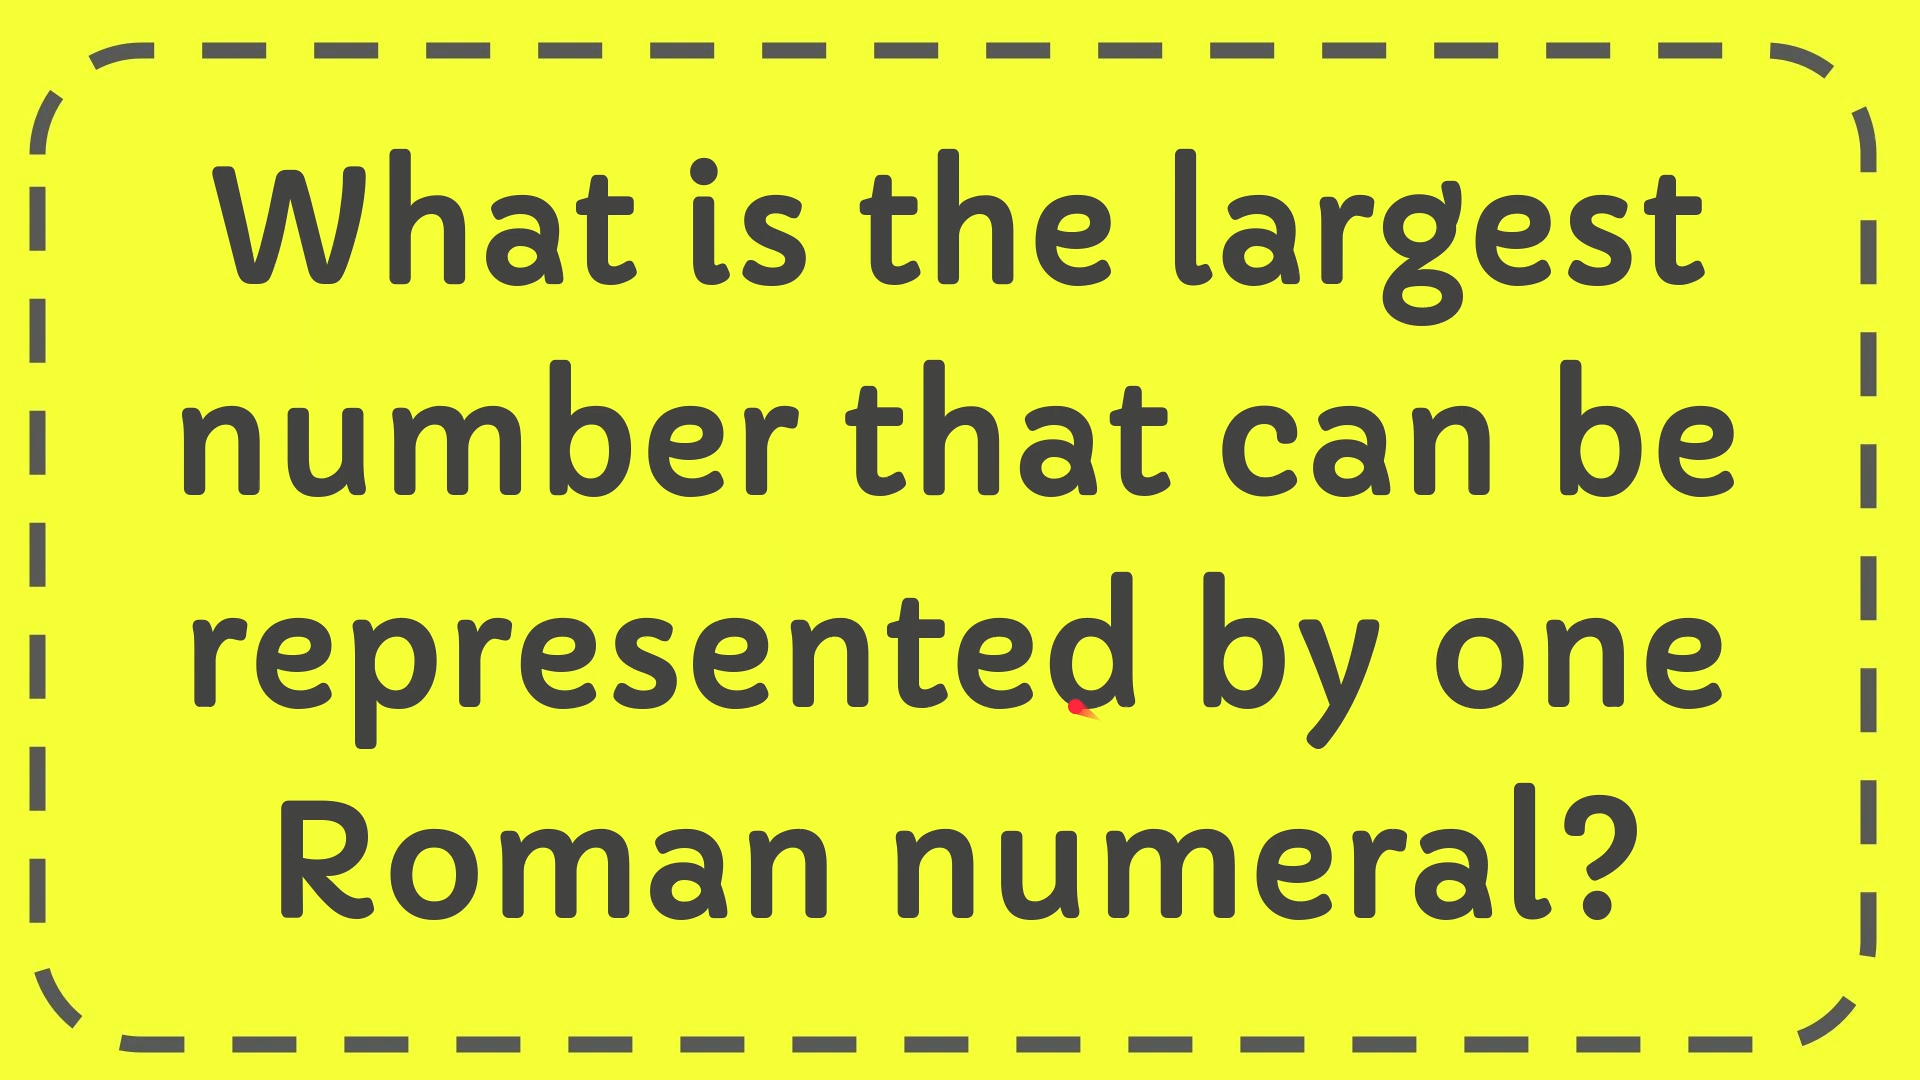 What is the largest
number that can be
represented by one
Roman numeral?